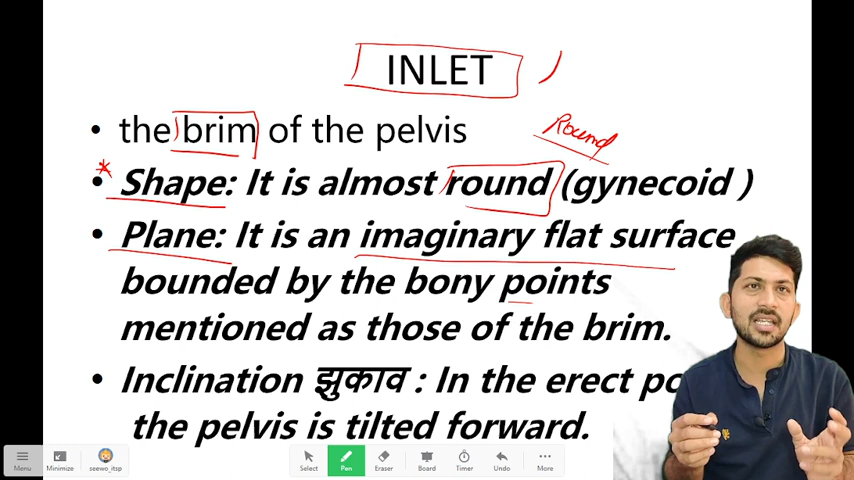 INLET
• the brim of the pelvis
Round
• Shape: It is almost round (gynecoid )
• Plane: It is an imaginary flat surface
bounded by the bony points
mentioned as those of the brim.
• Inclination झुकाव : In the erect po
the pelvis is tilted forward.
Menu
Minimize
seewo_itsp
Select
Pen
Eraser
Board
Timer
Undo
More